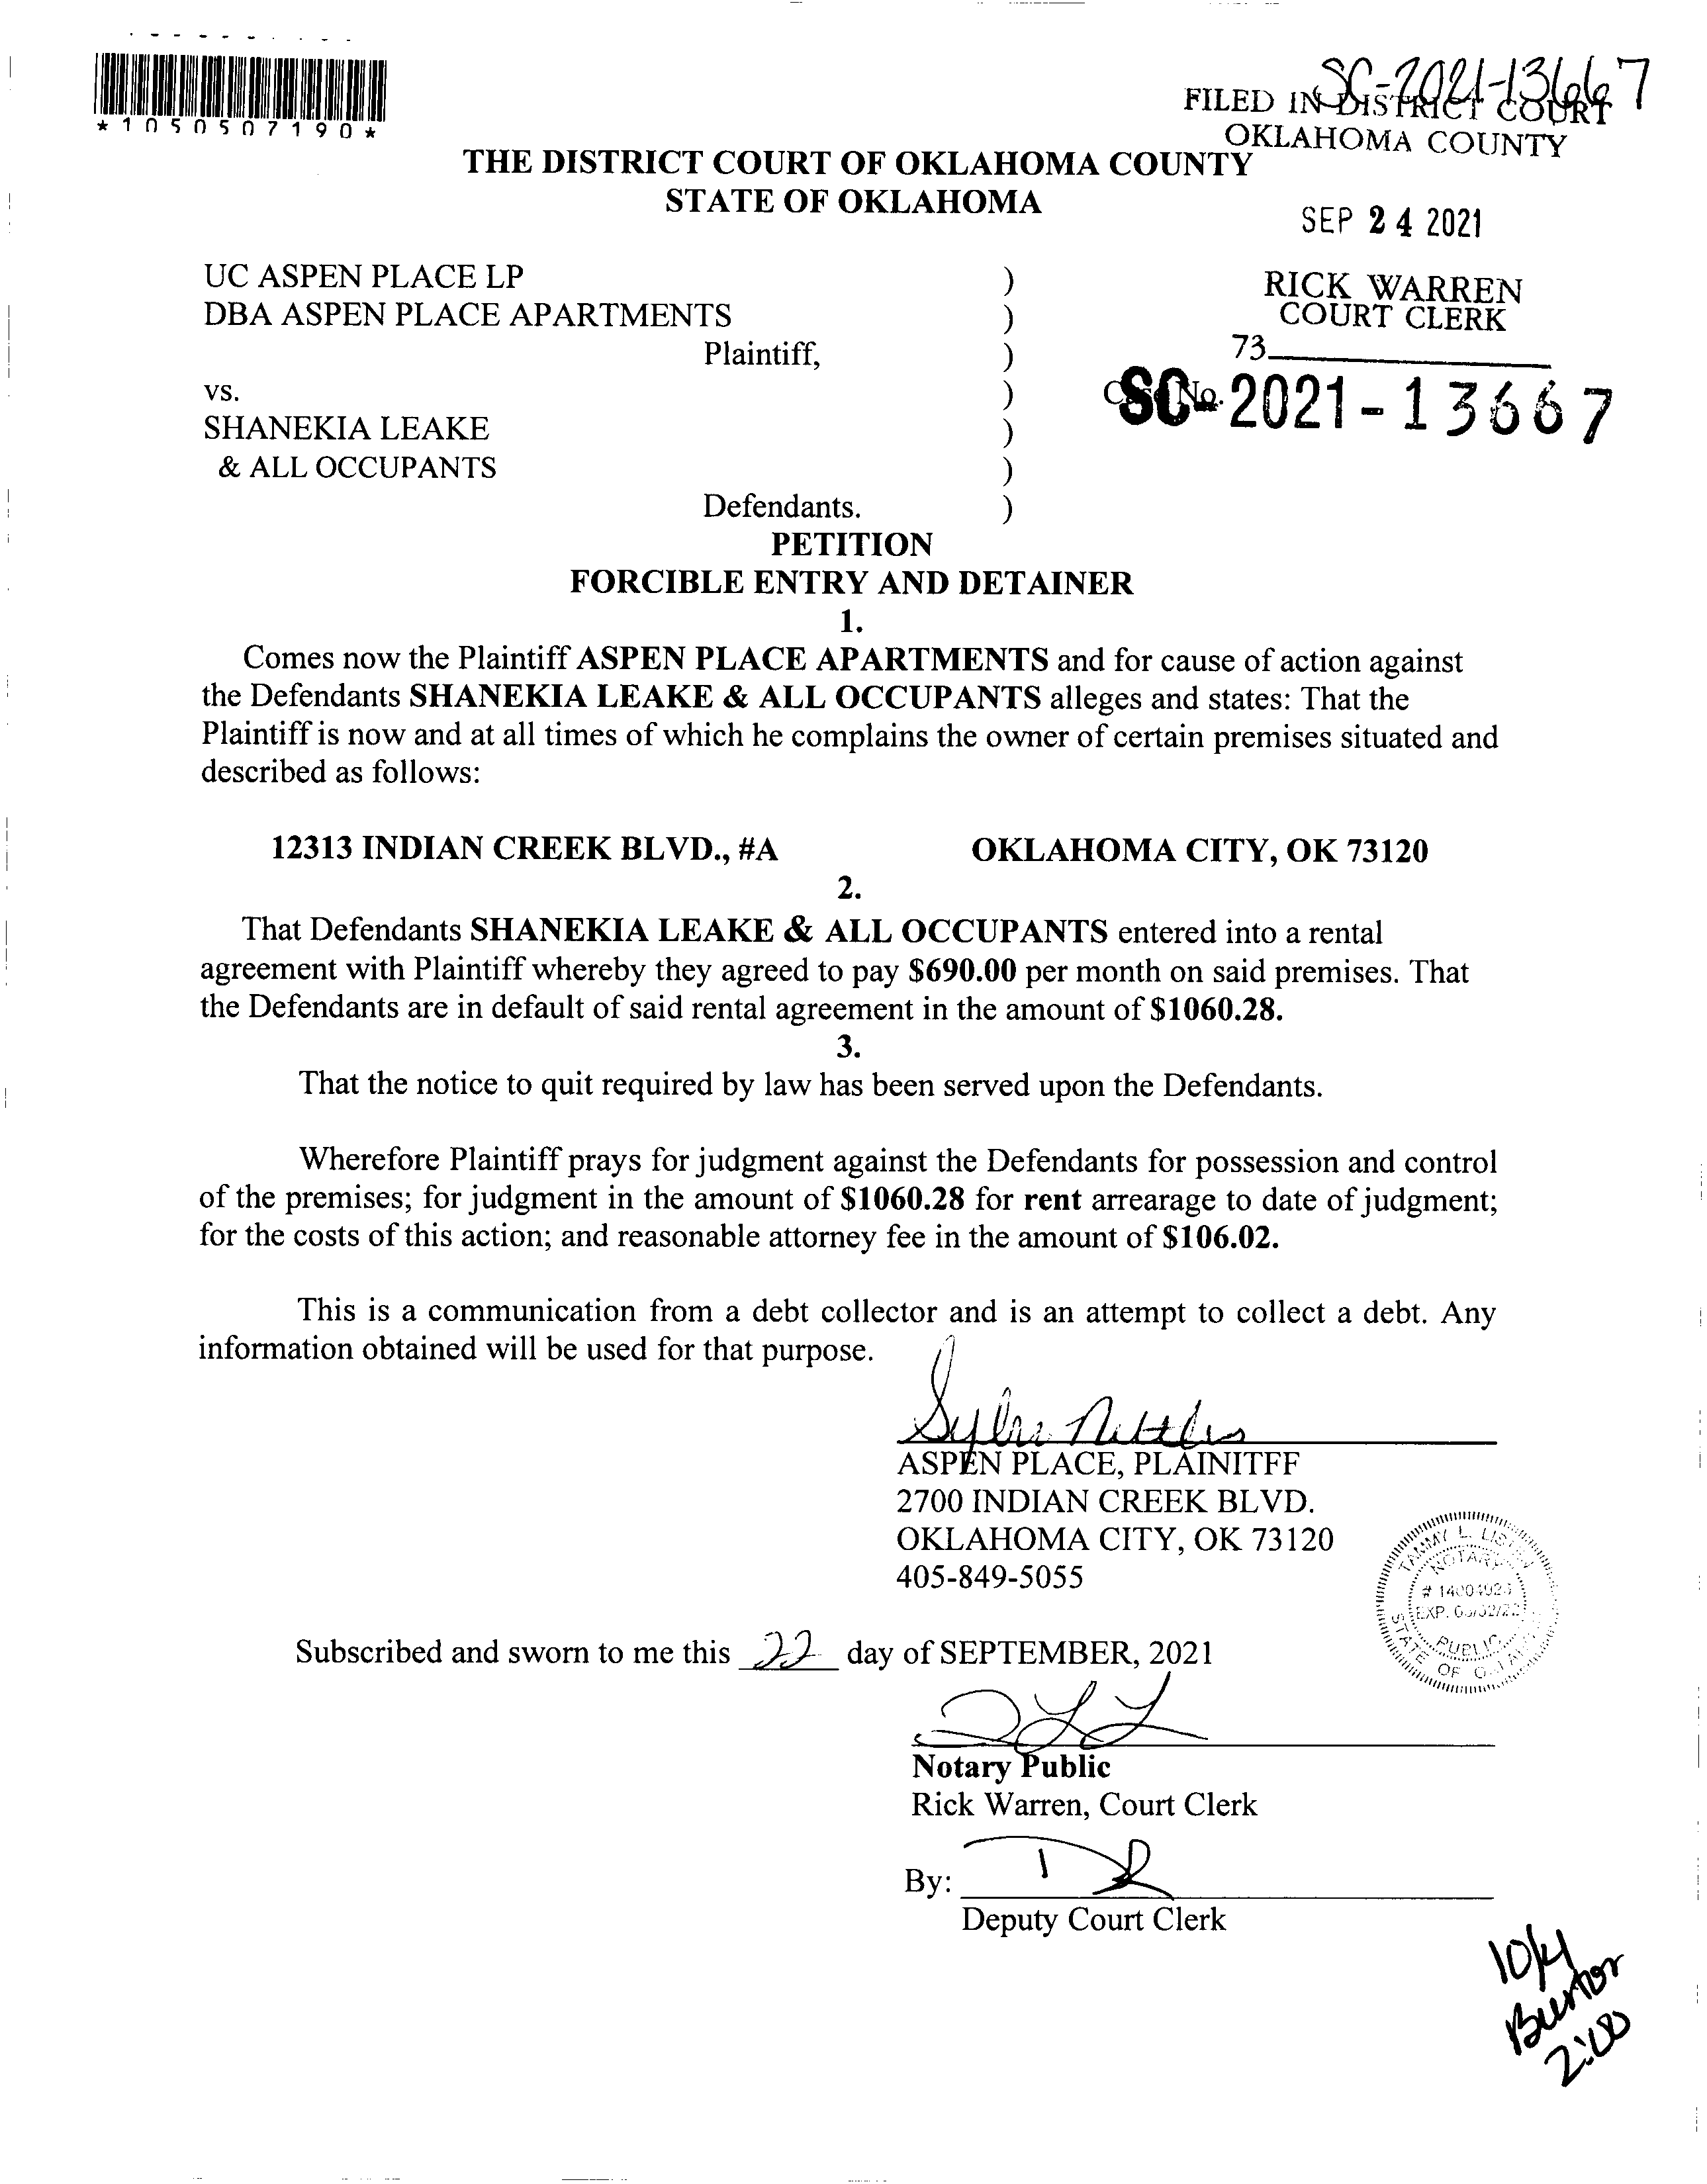 *1050507190*
SC-2021-13667
FILED IN DISTRICT COURT
OKLAHOMA COUNTY
THE DISTRICT COURT OF OKLAHOMA COUNTY
STATE OF OKLAHOMA
SEP 24 2021
UC ASPEN PLACE LP )
DBA ASPEN PLACE APARTMENTS )
Plaintiff, )
vs. )
SHANEKIA LEAKE )
& ALL OCCUPANTS )
Defendants. )
RICK WARREN
COURT CLERK
73
Case No.
SC-2021-13667
PETITION
FORCIBLE ENTRY AND DETAINER
1.
Comes now the Plaintiff ASPEN PLACE APARTMENTS and for cause of action against
the Defendants SHANEKIA LEAKE & ALL OCCUPANTS alleges and states: That the
Plaintiff is now and at all times of which he complains the owner of certain premises situated and
described as follows:
12313 INDIAN CREEK BLVD., #A OKLAHOMA CITY, OK 73120
2.
That Defendants SHANEKIA LEAKE & ALL OCCUPANTS entered into a rental
agreement with Plaintiff whereby they agreed to pay $690.00 per month on said premises. That
the Defendants are in default of said rental agreement in the amount of $1060.28.
3.
That the notice to quit required by law has been served upon the Defendants.
Wherefore Plaintiff prays for judgment against the Defendants for possession and control
of the premises; for judgment in the amount of $1060.28 for rent arrearage to date of judgment;
for the costs of this action; and reasonable attorney fee in the amount of $106.02.
This is a communication from a debt collector and is an attempt to collect a debt. Any
information obtained will be used for that purpose.
ASPEN PLACE, PLAINITFF
2700 INDIAN CREEK BLVD.
OKLAHOMA CITY, OK 73120
405-849-5055
TAMMY L.
NOTARY
EXP.
PUBLIC
STATE OF
Subscribed and sworn to me this 22 day of SEPTEMBER, 2021
Notary Public
Rick Warren, Court Clerk
By:
Deputy Court Clerk
10/4
Burton
2:00